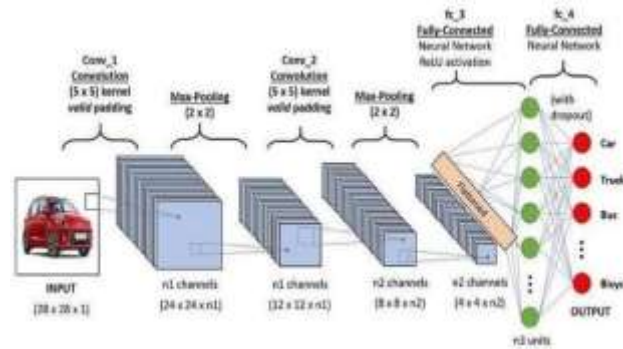 fc_3
Fully-Connected
Neural Network
ReLU activation
fc_4
Fully-Connected
Neural Network
Conv_1
Convolution
(5 x 5) kernel
valid padding
Max-Pooling
(2 x 2)
Conv_2
Convolution
(5 x 5) kernel
valid padding
Max-Pooling
(2 x 2)
(with
dropout)
Flattened
Car
Truck
Bus
Bicyc
INPUT
(28 x 28 x 1)
n1 channels
(24 x 24 x n1)
n1 channels
(12 x 12 x n1)
n2 channels
(8 x 8 x n2)
n2 channels
(4 x 4 x n2)
n3 units
OUTPUT